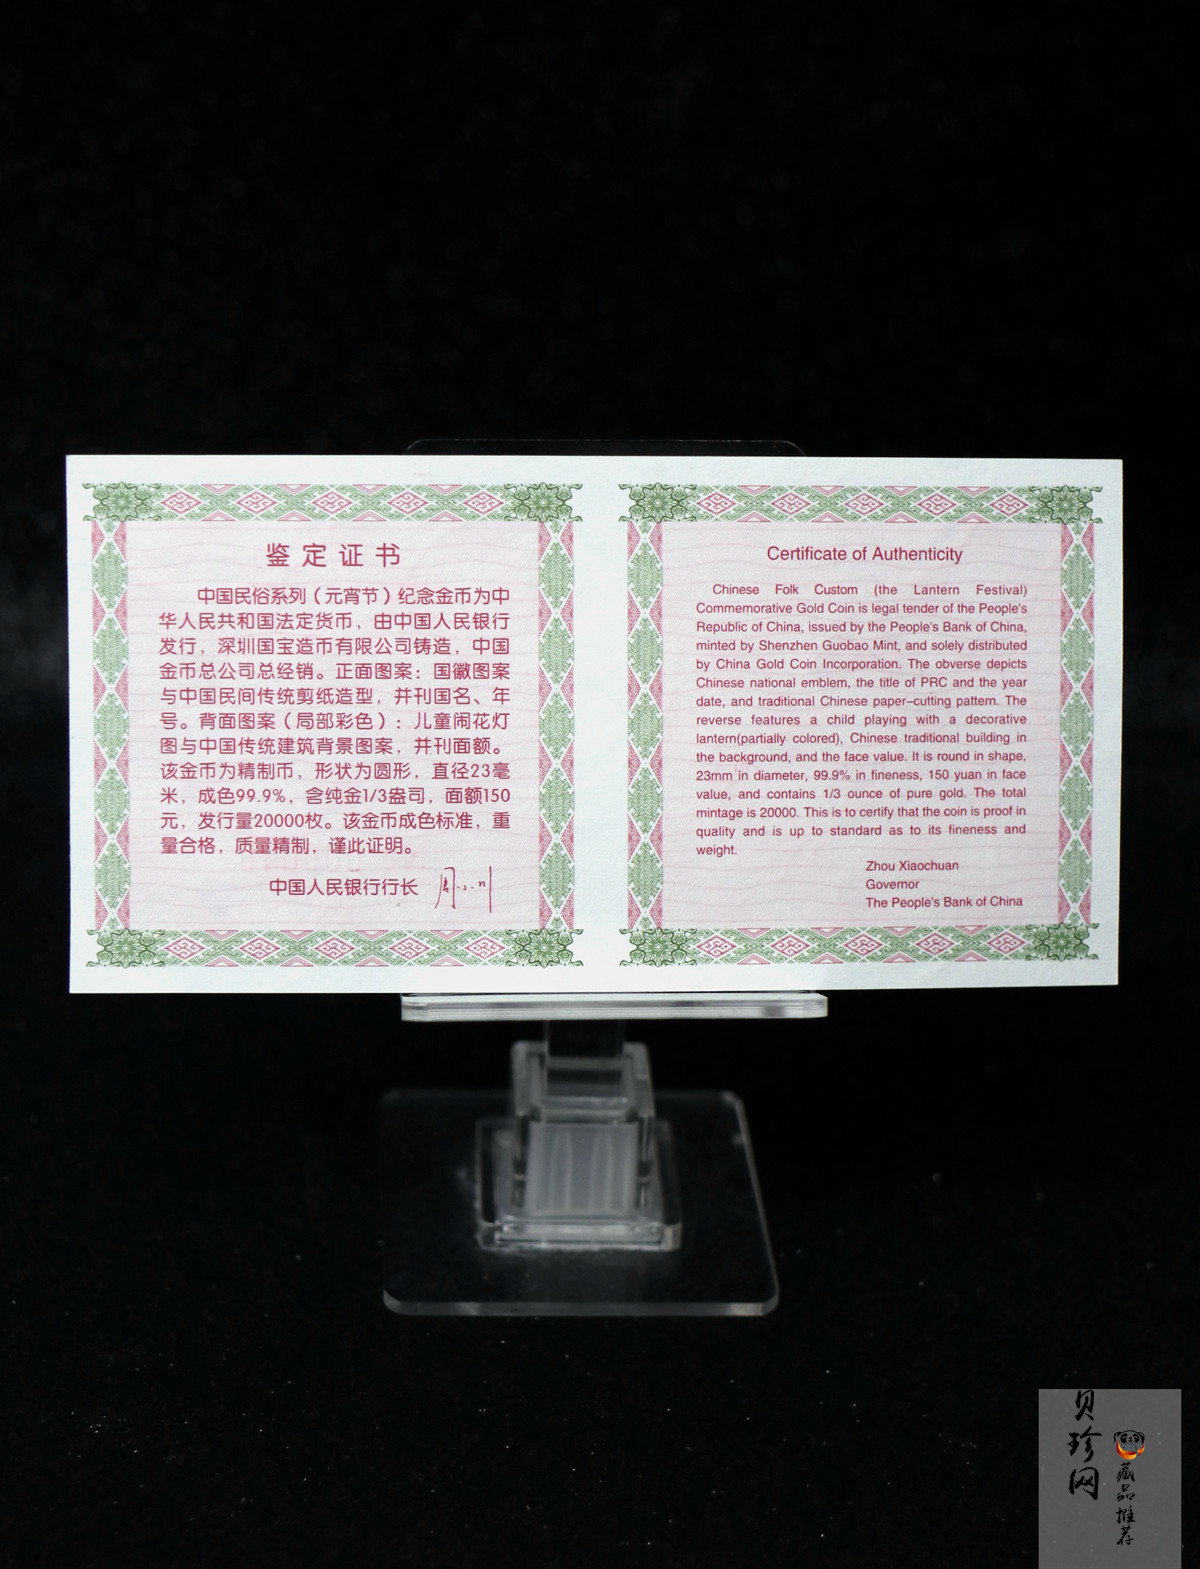 鉴定证书
中国民俗系列（元宵节）纪念金币为中
华人民共和国法定货币，由中国人民银行
发行，深圳国宝造币有限公司铸造，中国
金币总公司总经销。正面图案：国徽图案
与中国民间传统剪纸造型，并刊国名、年
号。背面图案（局部彩色）：儿童闹花灯
图与中国传统建筑背景图案，并刊面额。
该金币为精制币，形状为圆形，直径23毫
米，成色99.9%，含纯金1/3盎司，面额150
元，发行量20000枚。该金币成色标准，重
量合格，质量精制，谨此证明。
中国人民银行行长 周小川
Certificate of Authenticity
Chinese Folk Custom (the Lantern Festival)
Commemorative Gold Coin is legal tender of the People's
Republic of China, issued by the People's Bank of China,
minted by Shenzhen Guobao Mint, and solely distributed
by China Gold Coin Incorporation. The obverse depicts
Chinese national emblem, the title of PRC and the year
date, and traditional Chinese paper-cutting pattern. The
reverse features a child playing with a decorative
lantern(partially colored), Chinese traditional building in
the background, and the face value. It is round in shape,
23mm in diameter, 99.9% in fineness, 150 yuan in face
value, and contains 1/3 ounce of pure gold. The total
mintage is 20000. This is to certify that the coin is proof in
quality and is up to standard as to its fineness and
weight.
Zhou Xiaochuan
Governor
The People's Bank of China
贝珍网
藏品推荐